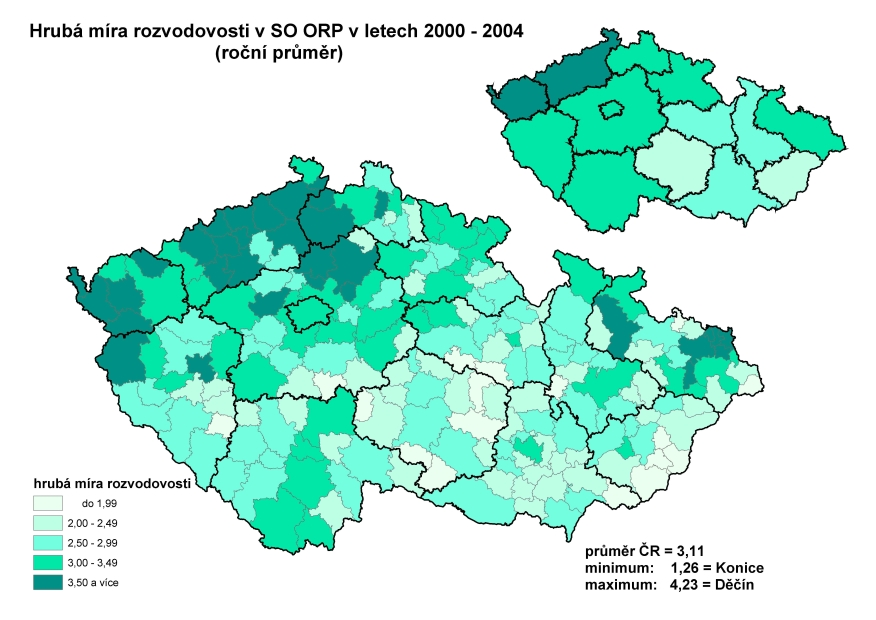 Hrubá míra rozvodovosti v SO ORP v letech 2000 - 2004
(roční průměr)
hrubá míra rozvodovosti
do 1,99
2,00 - 2,49
2,50 - 2,99
3,00 - 3,49
3,50 a více
průměr ČR = 3,11
minimum: 1,26 = Konice
maximum: 4,23 = Děčín